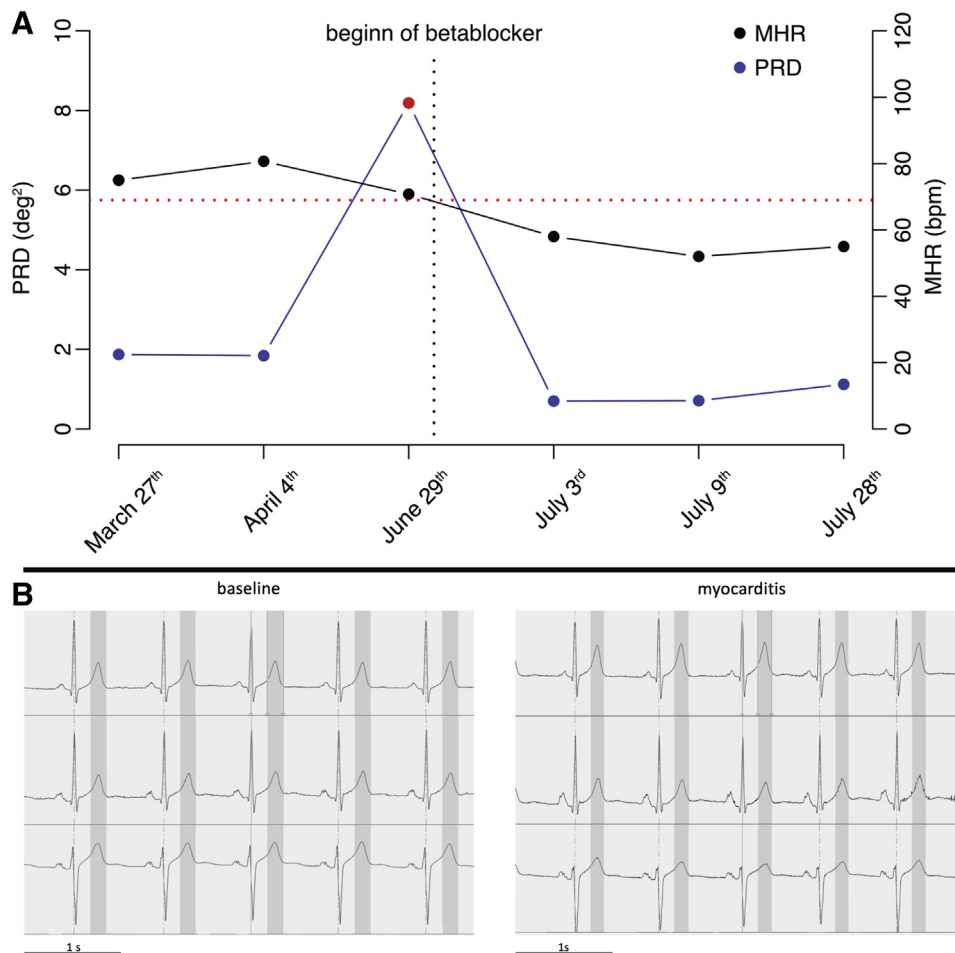 A
beginn of betablocker
MHR
PRD
10
8
6
4
2
0
PRD (deg²)
120
100
80
60
40
20
0
MHR (bpm)
March 27th
April 4th
June 29th
July 3rd
July 9th
July 28th
B
baseline
myocarditis
1 s
1s